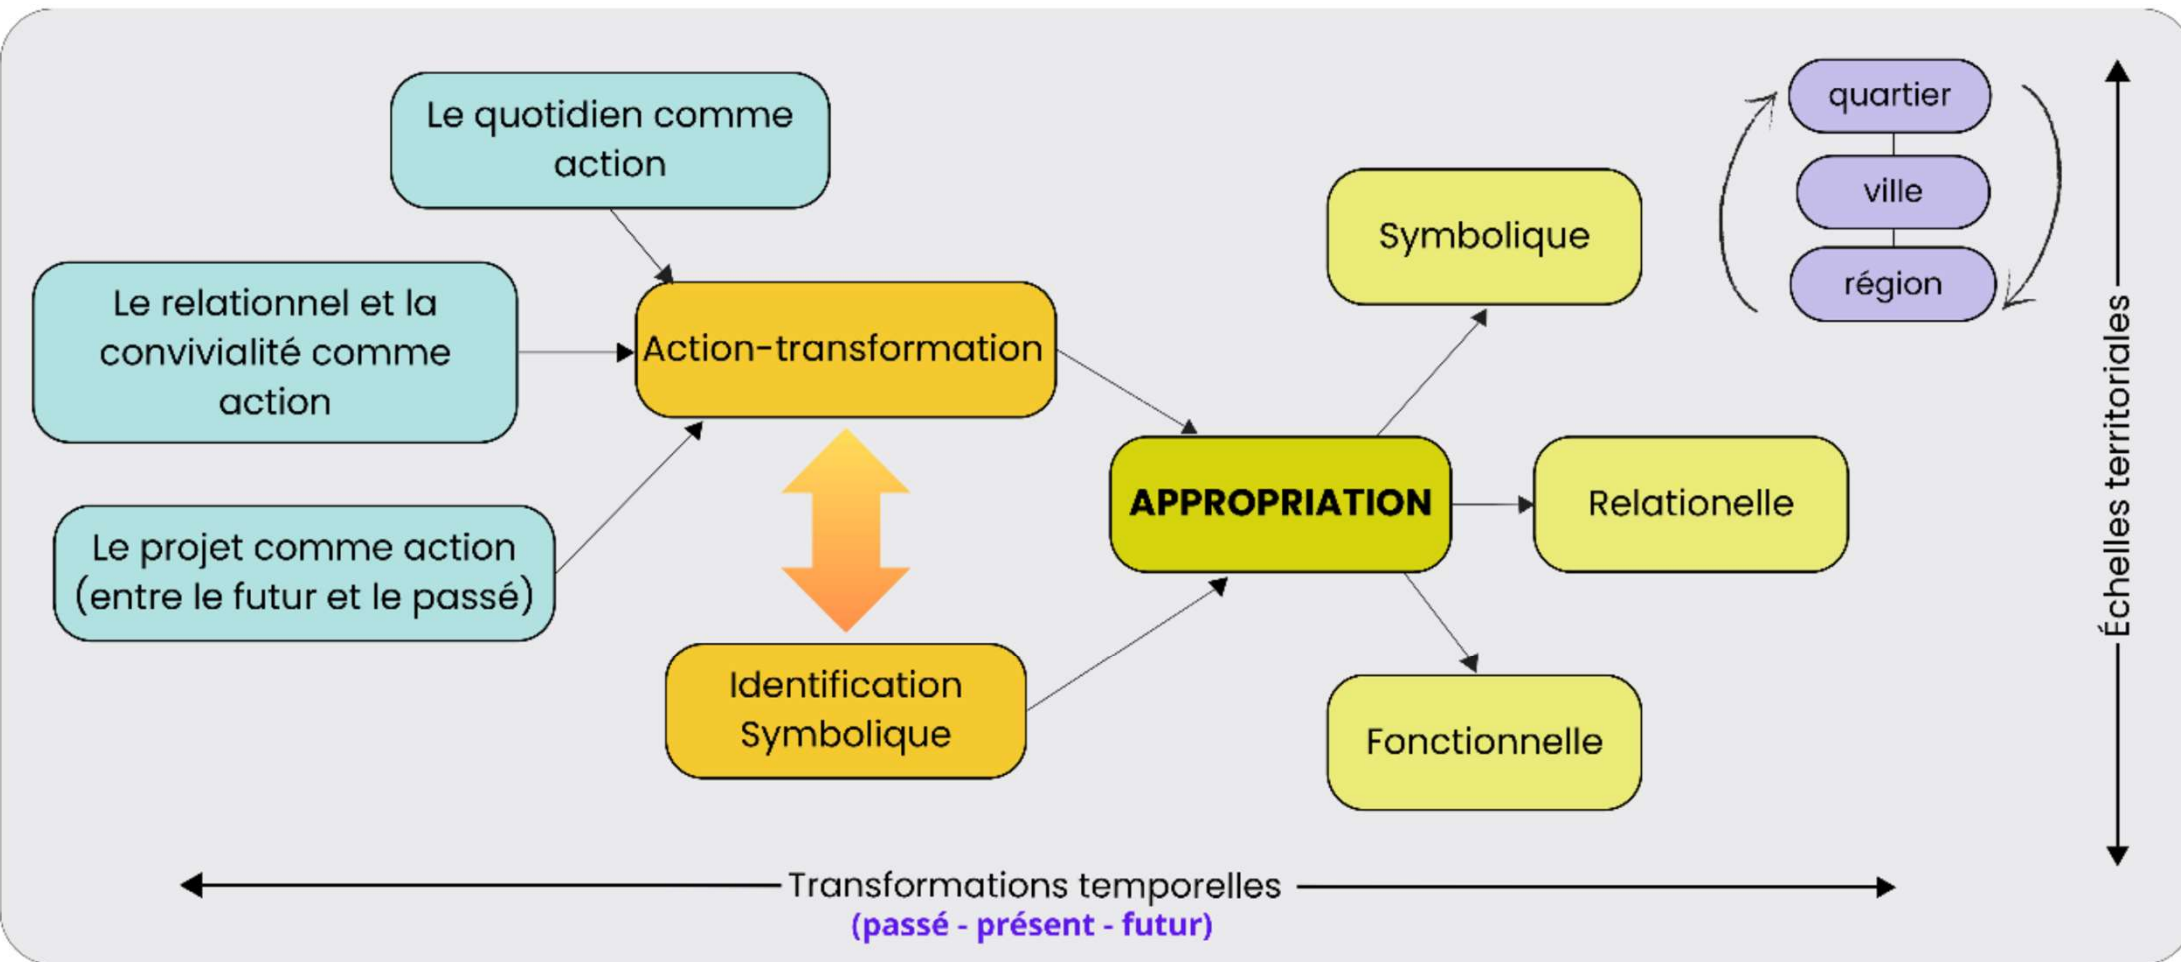 Le quotidien comme
action
Le relationnel et la
convivialité comme
action
Le projet comme action
(entre le futur et le passé)
Action-transformation
Identification
Symbolique
APPROPRIATION
Symbolique
Relationelle
Fonctionnelle
quartier
ville
région
Échelles territoriales
Transformations temporelles
(passé - présent - futur)